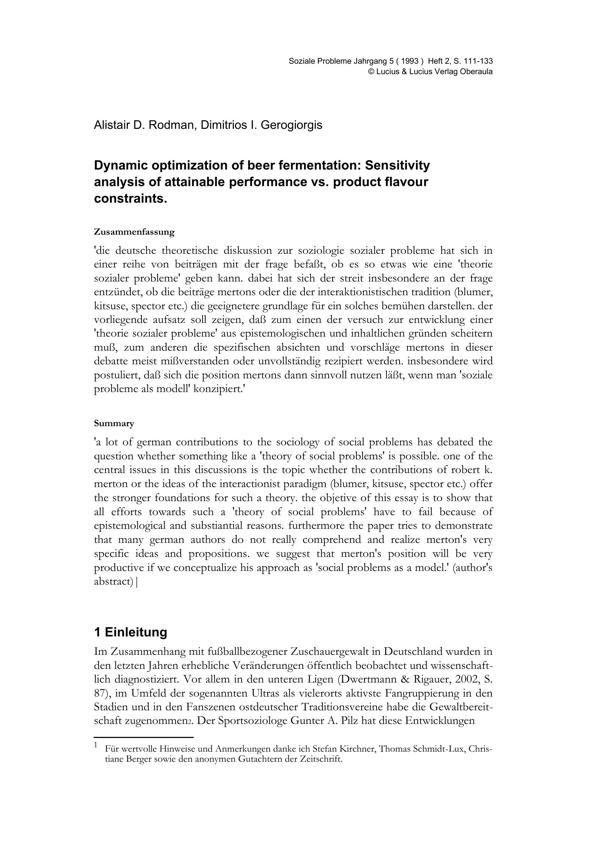 Soziale Probleme Jahrgang 5 ( 1993 ) Heft 2, S. 111-133
© Lucius & Lucius Verlag Oberaula
Alistair D. Rodman, Dimitrios I. Gerogiorgis
Dynamic optimization of beer fermentation: Sensitivity
analysis of attainable performance vs. product flavour
constraints.
Zusammenfassung
'die deutsche theoretische diskussion zur soziologie sozialer probleme hat sich in
einer reihe von beiträgen mit der frage befaßt, ob es so etwas wie eine 'theorie
sozialer probleme' geben kann. dabei hat sich der streit insbesondere an der frage
entzündet, ob die beiträge mertons oder die der interaktionistischen tradition (blumer,
kitsuse, spector etc.) die geeignetere grundlage für ein solches bemühen darstellen. der
vorliegende aufsatz soll zeigen, daß zum einen der versuch zur entwicklung einer
'theorie sozialer probleme' aus epistemologischen und inhaltlichen gründen scheitern
muß, zum anderen die spezifischen absichten und vorschläge mertons in dieser
debatte meist mißverstanden oder unvollständig rezipiert werden. insbesondere wird
postuliert, daß sich die position mertons dann sinnvoll nutzen läßt, wenn man 'soziale
probleme als modell' konzipiert.'
Summary
'a lot of german contributions to the sociology of social problems has debated the
question whether something like a 'theory of social problems' is possible. one of the
central issues in this discussions is the topic whether the contributions of robert k.
merton or the ideas of the interactionist paradigm (blumer, kitsuse, spector etc.) offer
the stronger foundations for such a theory. the objetive of this essay is to show that
all efforts towards such a 'theory of social problems' have to fail because of
epistemological and substiantial reasons. furthermore the paper tries to demonstrate
that many german authors do not really comprehend and realize merton's very
specific ideas and propositions. we suggest that merton's position will be very
productive if we conceptualize his approach as 'social problems as a model.' (author's
abstract)|
1 Einleitung
Im Zusammenhang mit fußballbezogener Zuschauergewalt in Deutschland wurden in
den letzten Jahren erhebliche Veränderungen öffentlich beobachtet und wissenschaft-
lich diagnostiziert. Vor allem in den unteren Ligen (Dwertmann & Rigauer, 2002, S.
87), im Umfeld der sogenannten Ultras als vielerorts aktivste Fangruppierung in den
Stadien und in den Fanszenen ostdeutscher Traditionsvereine habe die Gewaltbereit-
schaft zugenommen2. Der Sportsoziologe Gunter A. Pilz hat diese Entwicklungen
1 Für wertvolle Hinweise und Anmerkungen danke ich Stefan Kirchner, Thomas Schmidt-Lux, Chris-
tiane Berger sowie den anonymen Gutachtern der Zeitschrift.